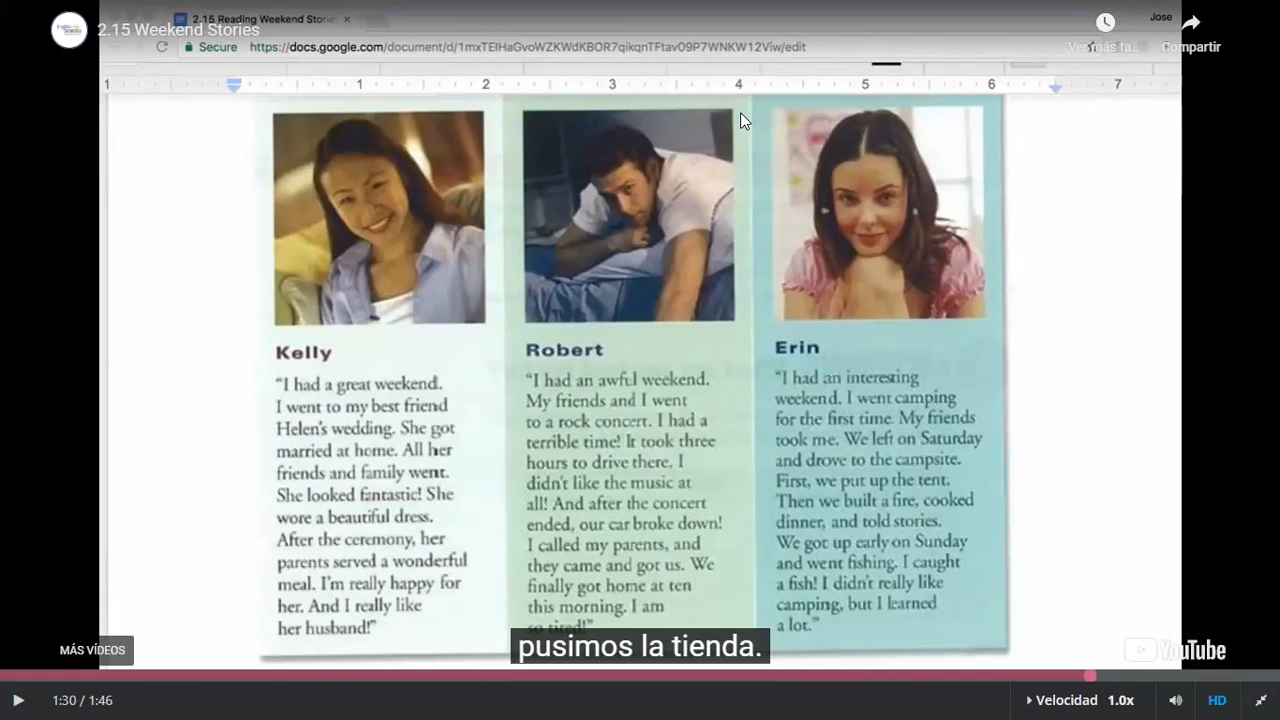 2.15 Reading Weekend Stories
2.15 Weekend Stories
Jose
Secure
Compartir
1 1 2 3 4 5 6 7
Kelly
"I had a great weekend.
I went to my best friend
Helen's wedding. She got
married at home. All her
friends and family went.
She looked fantastic! She
wore a beautiful dress.
After the ceremony, her
parents served a wonderful
meal. I'm really happy for
her. And I really like
her husband!"
Robert
"I had an awful weekend.
My friends and I went
to a rock concert. I had a
terrible time! It took three
hours to drive there. I
didn't like the music at
all! And after the concert
ended, our car broke down!
I called my parents, and
they came and got us. We
finally got home at ten
this morning. I am
so tired!"
Erin
"I had an interesting
weekend. I went camping
for the first time. My friends
took me. We left on Saturday
and drove to the campsite.
First, we put up the tent.
Then we built a fire, cooked
dinner, and told stories.
We got up early on Sunday
and went fishing. I caught
a fish! I didn't really like
camping, but I learned
a lot."
pusimos la tienda.
MÁS VÍDEOS
YouTube
1:30 / 1:46
Velocidad 1.0x
HD